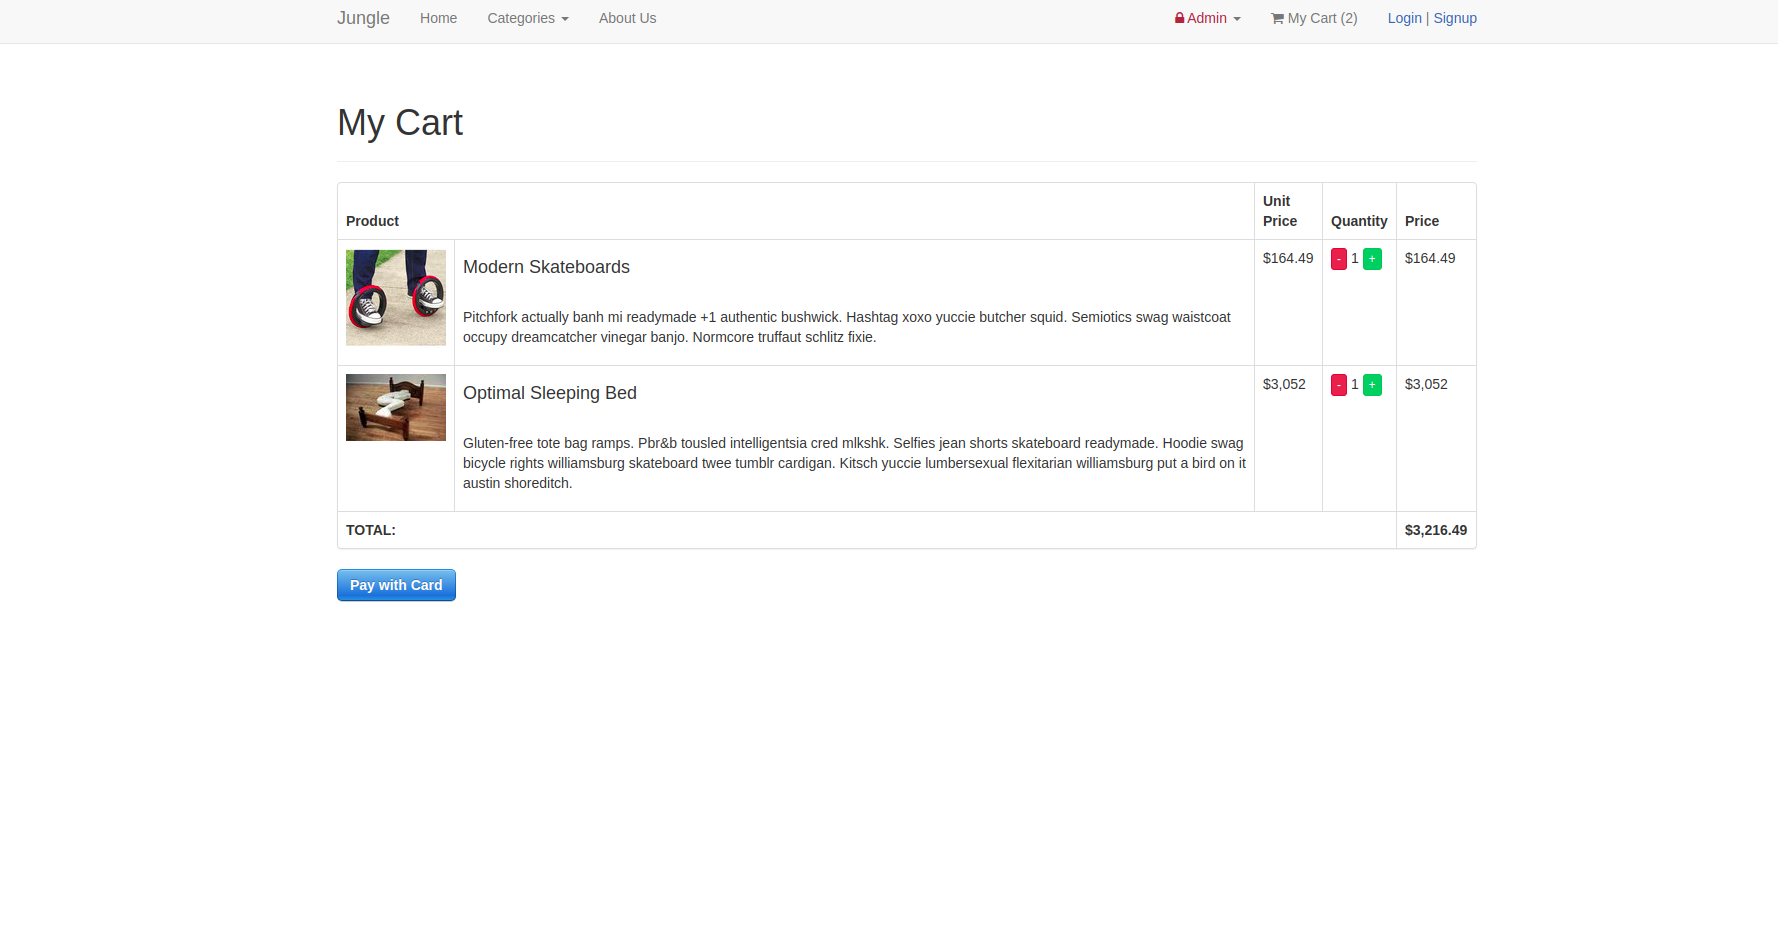 Jungle Home Categories About Us Admin My Cart (2) Login | Signup
My Cart
Product Unit Price Quantity Price
Modern Skateboards $164.49 - 1 + $164.49
Pitchfork actually banh mi readymade +1 authentic bushwick. Hashtag xoxo yuccie butcher squid. Semiotics swag waistcoat
occupy dreamcatcher vinegar banjo. Normcore truffaut schlitz fixie.
Optimal Sleeping Bed $3,052 - 1 + $3,052
Gluten-free tote bag ramps. Pbr&b tousled intelligentsia cred mlkshk. Selfies jean shorts skateboard readymade. Hoodie swag
bicycle rights williamsburg skateboard twee tumblr cardigan. Kitsch yuccie lumbersexual flexitarian williamsburg put a bird on it
austin shoreditch.
TOTAL: $3,216.49
Pay with Card